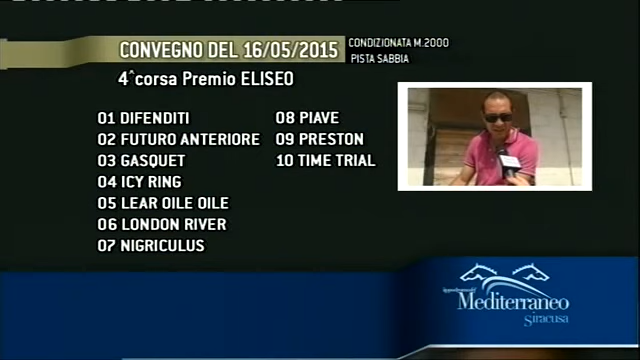 CONVEGNO DEL 16/05/2015
CONDIZIONATA M.2000
PISTA SABBIA
4^corsa Premio ELISEO
01 DIFENDITI
02 FUTURO ANTERIORE
03 GASQUET
04 ICY RING
05 LEAR OILE OILE
06 LONDON RIVER
07 NIGRICULUS
08 PIAVE
09 PRESTON
10 TIME TRIAL
Mediterraneo
Siracusa